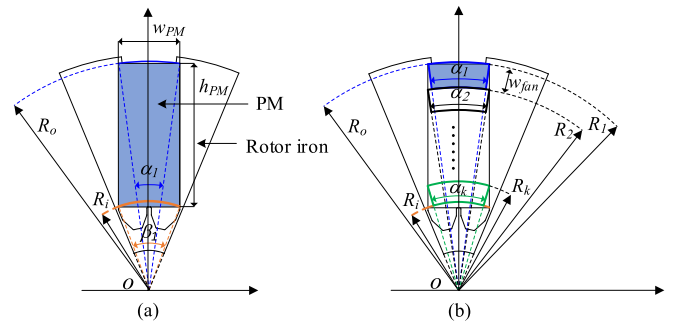 w_PM
h_PM
PM
R_o
Rotor iron
α_1
R_i
β_1
o
(a)
α_1
w_fan
α_2
R_o
R_2
R_1
α_k
R_k
R_i
o
(b)